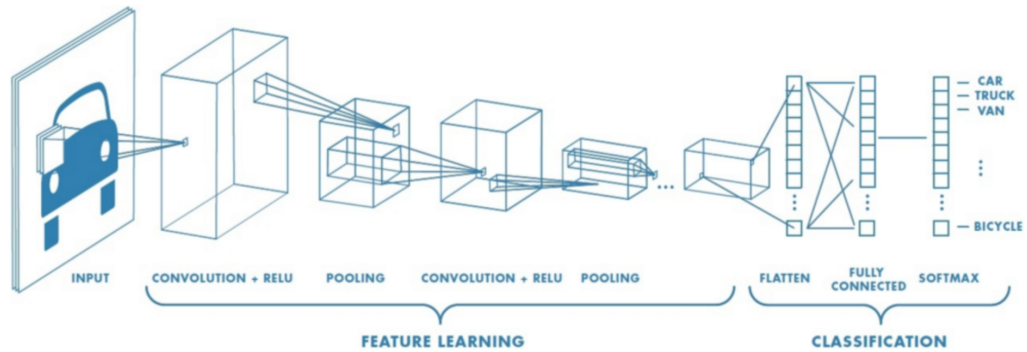 CAR
TRUCK
VAN
BICYCLE
INPUT
CONVOLUTION + RELU
POOLING
CONVOLUTION + RELU
POOLING
FLATTEN
FULLY
CONNECTED
SOFTMAX
FEATURE LEARNING
CLASSIFICATION